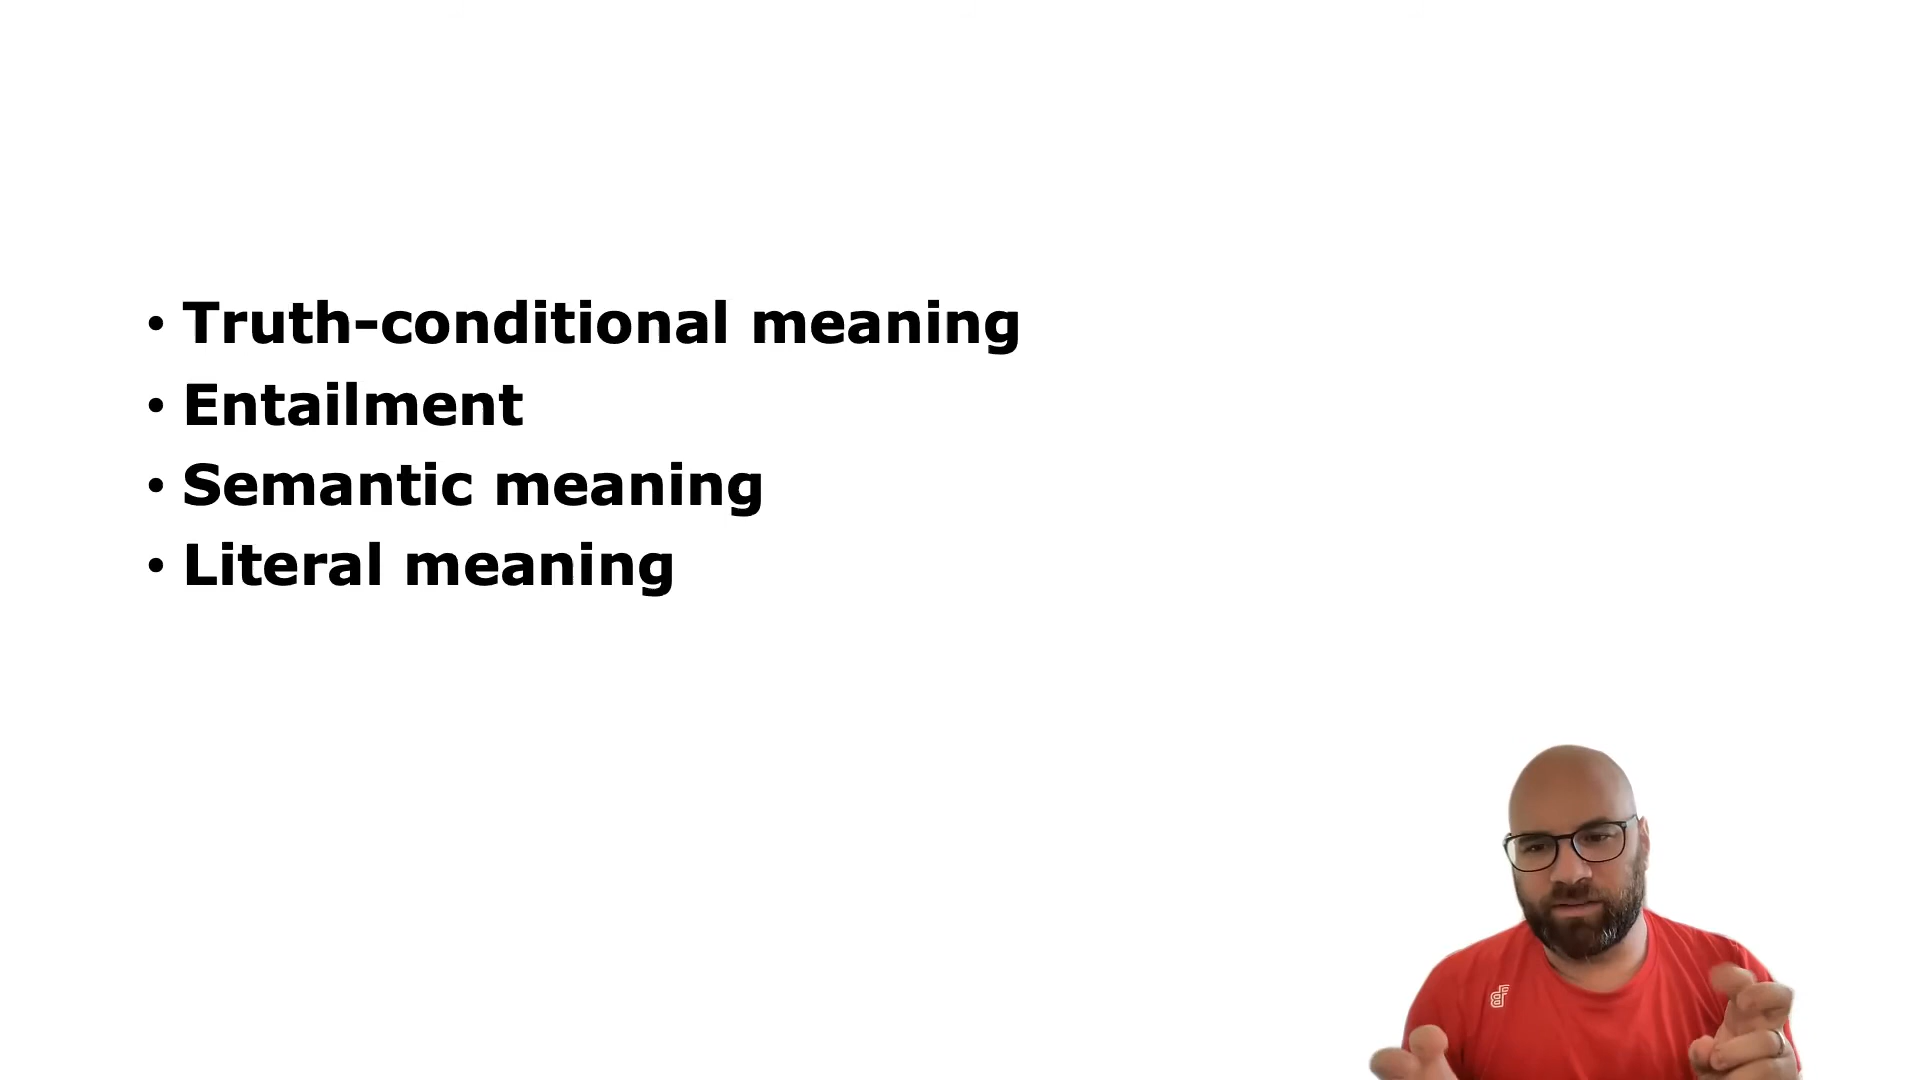 • Truth-conditional meaning
• Entailment
• Semantic meaning
• Literal meaning